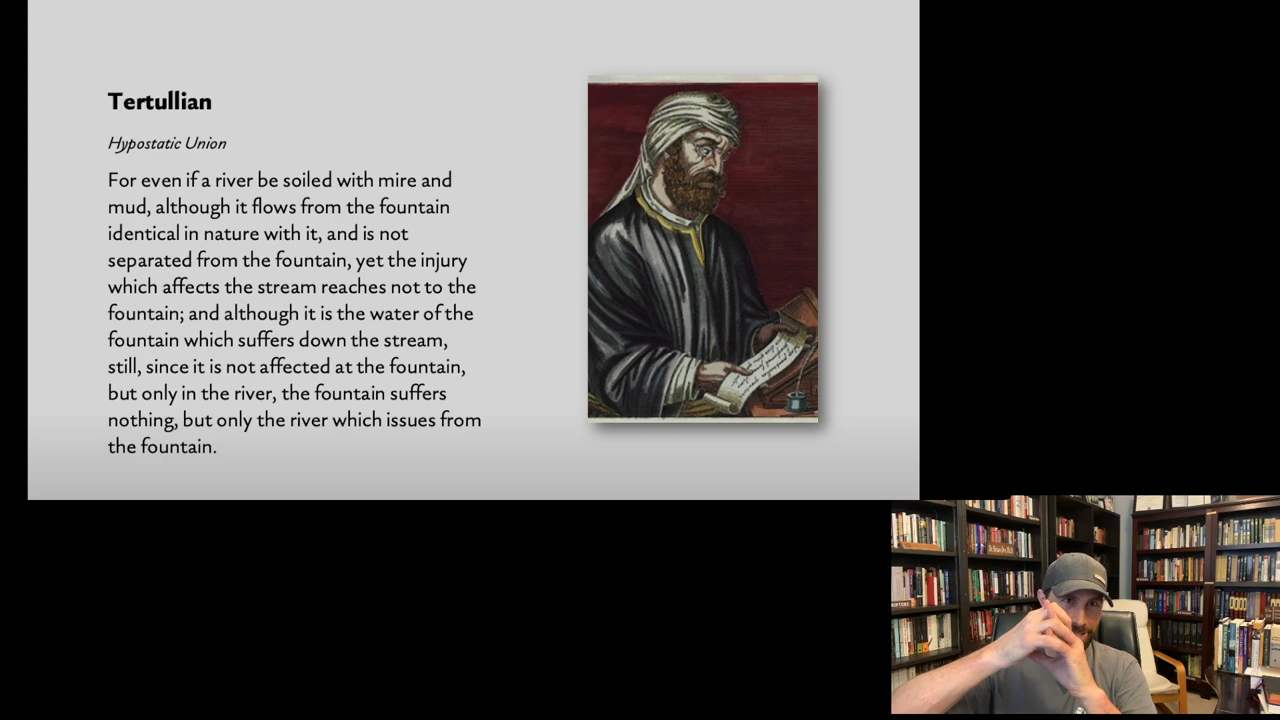 Tertullian
Hypostatic Union
For even if a river be soiled with mire and
mud, although it flows from the fountain
identical in nature with it, and is not
separated from the fountain, yet the injury
which affects the stream reaches not to the
fountain; and although it is the water of the
fountain which suffers down the stream,
still, since it is not affected at the fountain,
but only in the river, the fountain suffers
nothing, but only the river which issues from
the fountain.